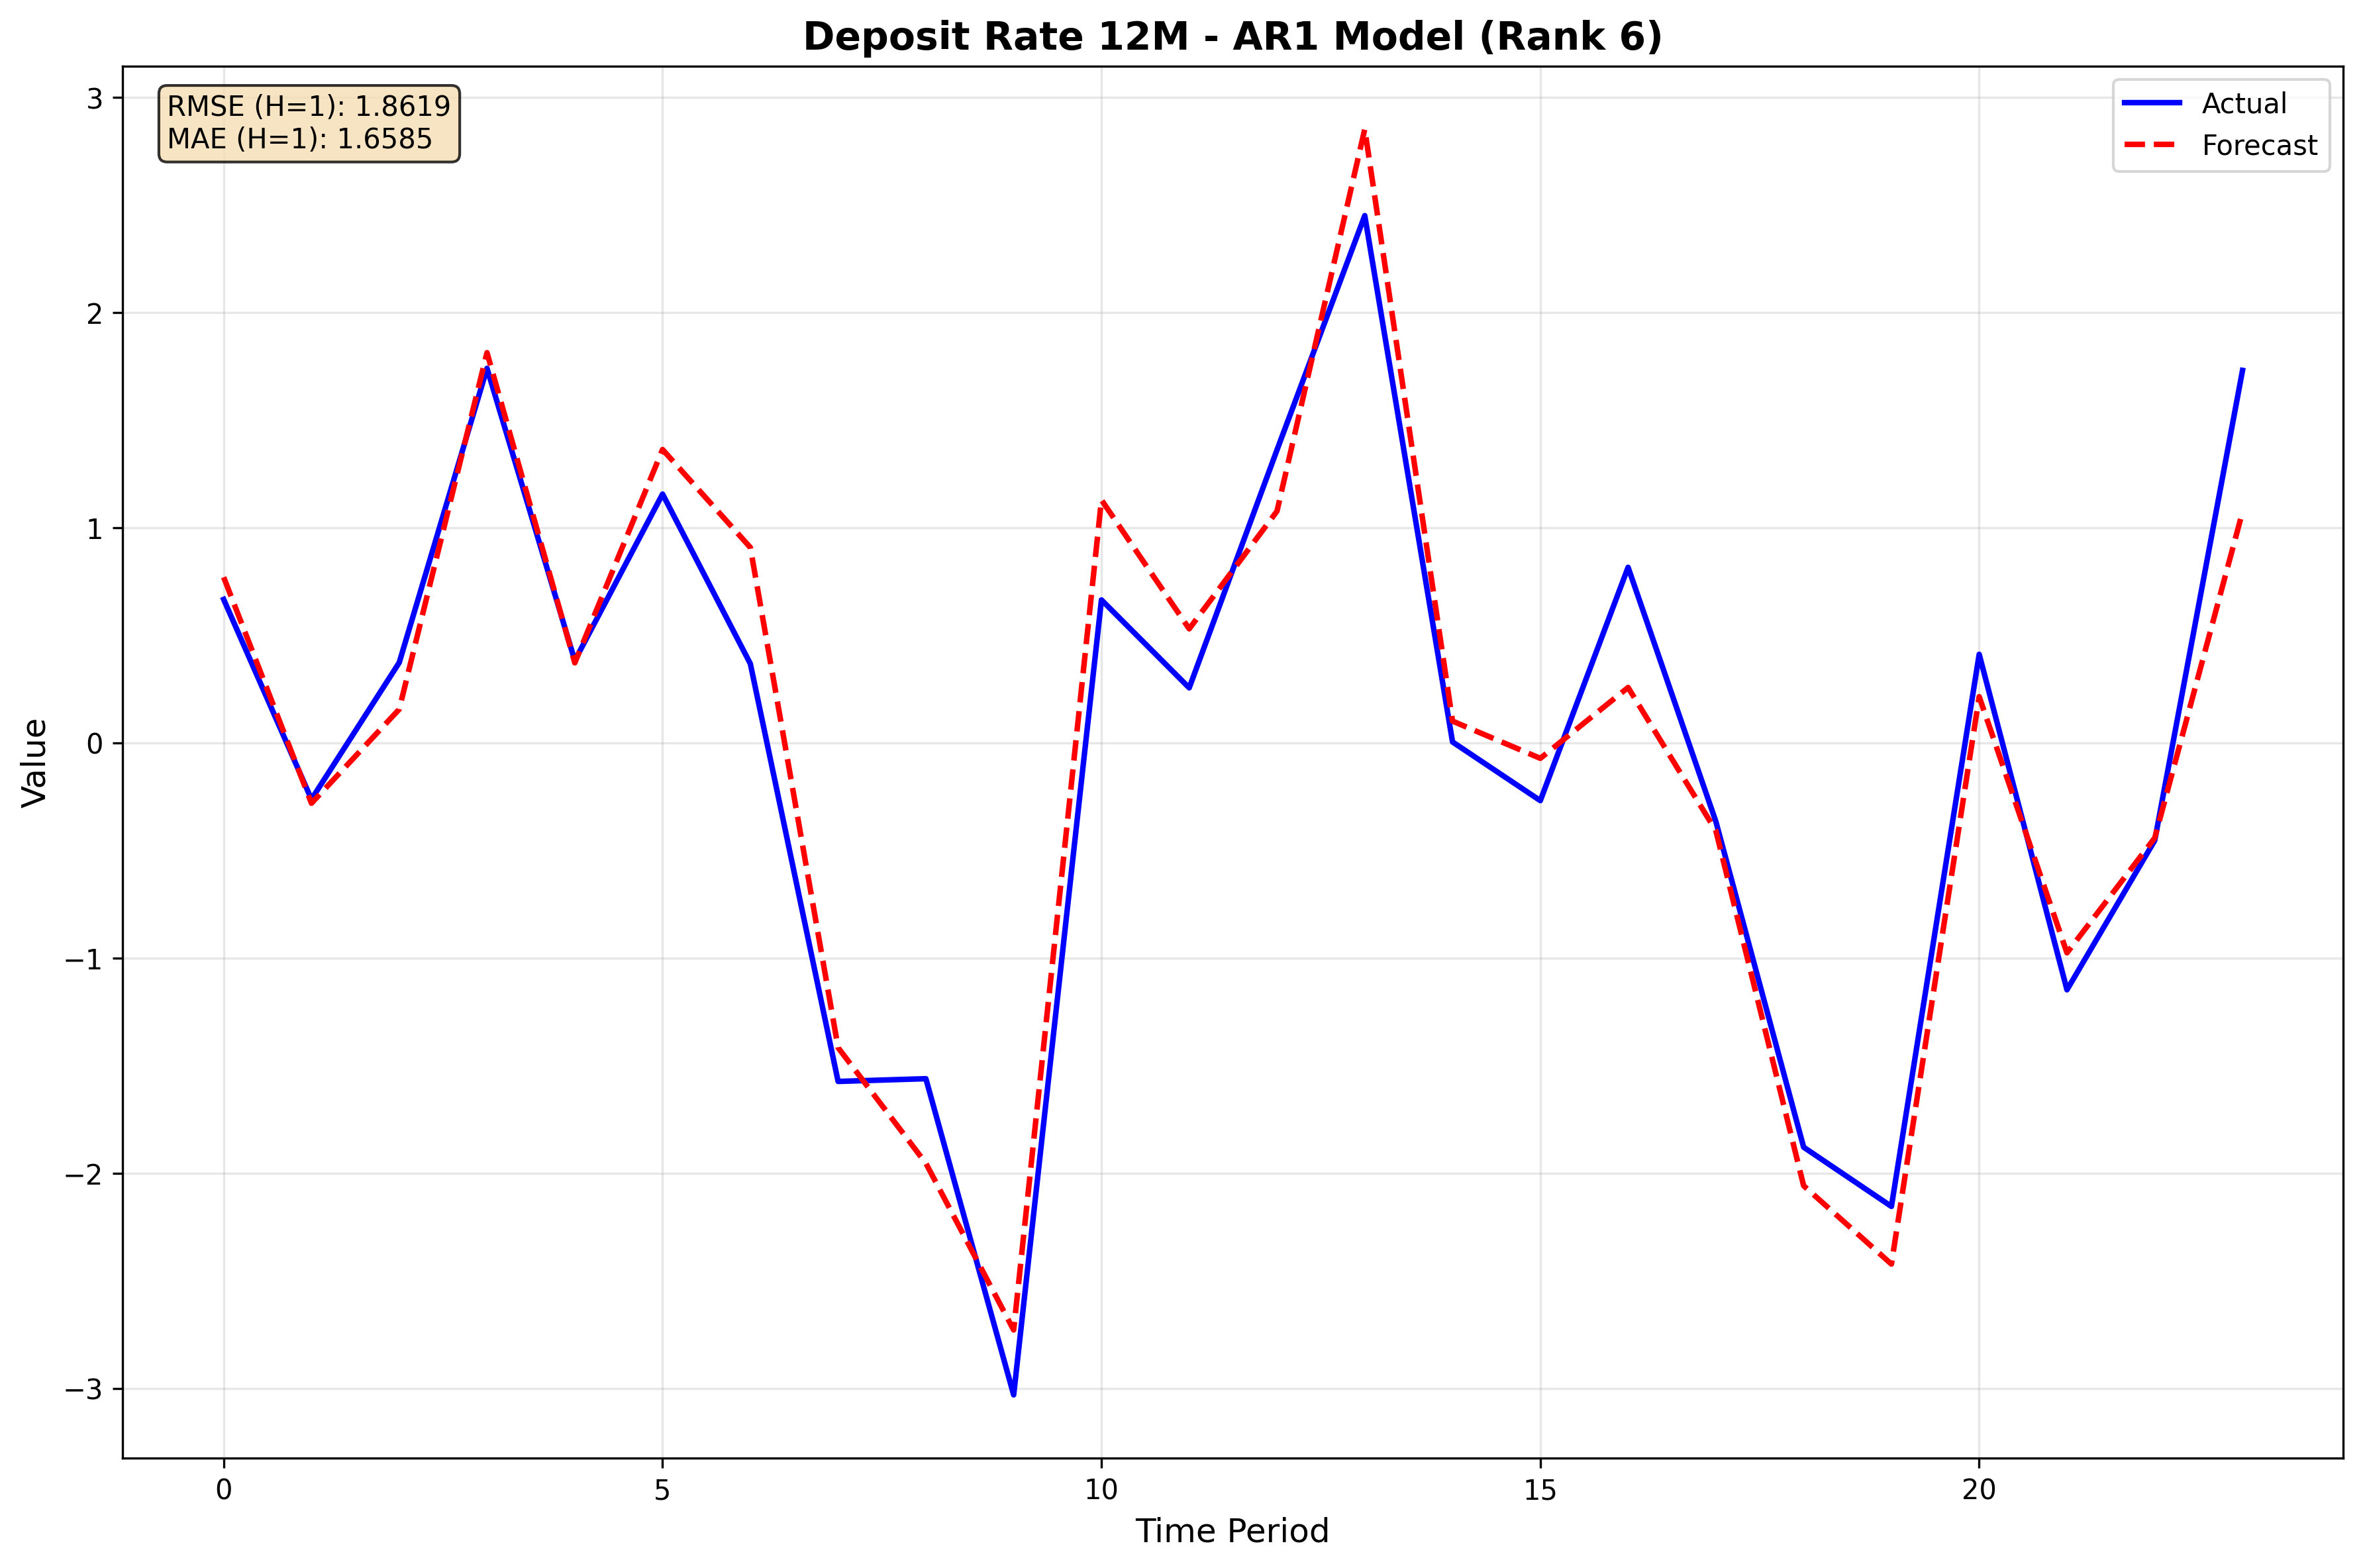 Deposit Rate 12M - AR1 Model (Rank 6)
RMSE (H=1): 1.8619
MAE (H=1): 1.6585
Actual
Forecast
3
2
1
0
−1
−2
−3
Value
0
5
10
15
20
Time Period